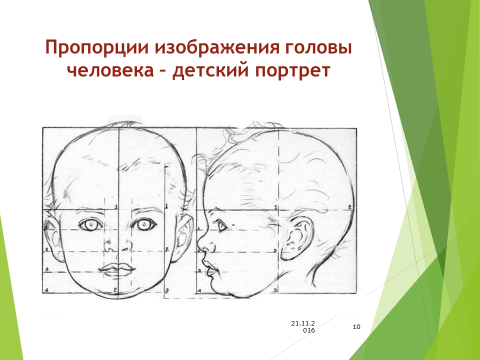 Пропорции изображения головы
человека – детский портрет
21.11.2
016
10